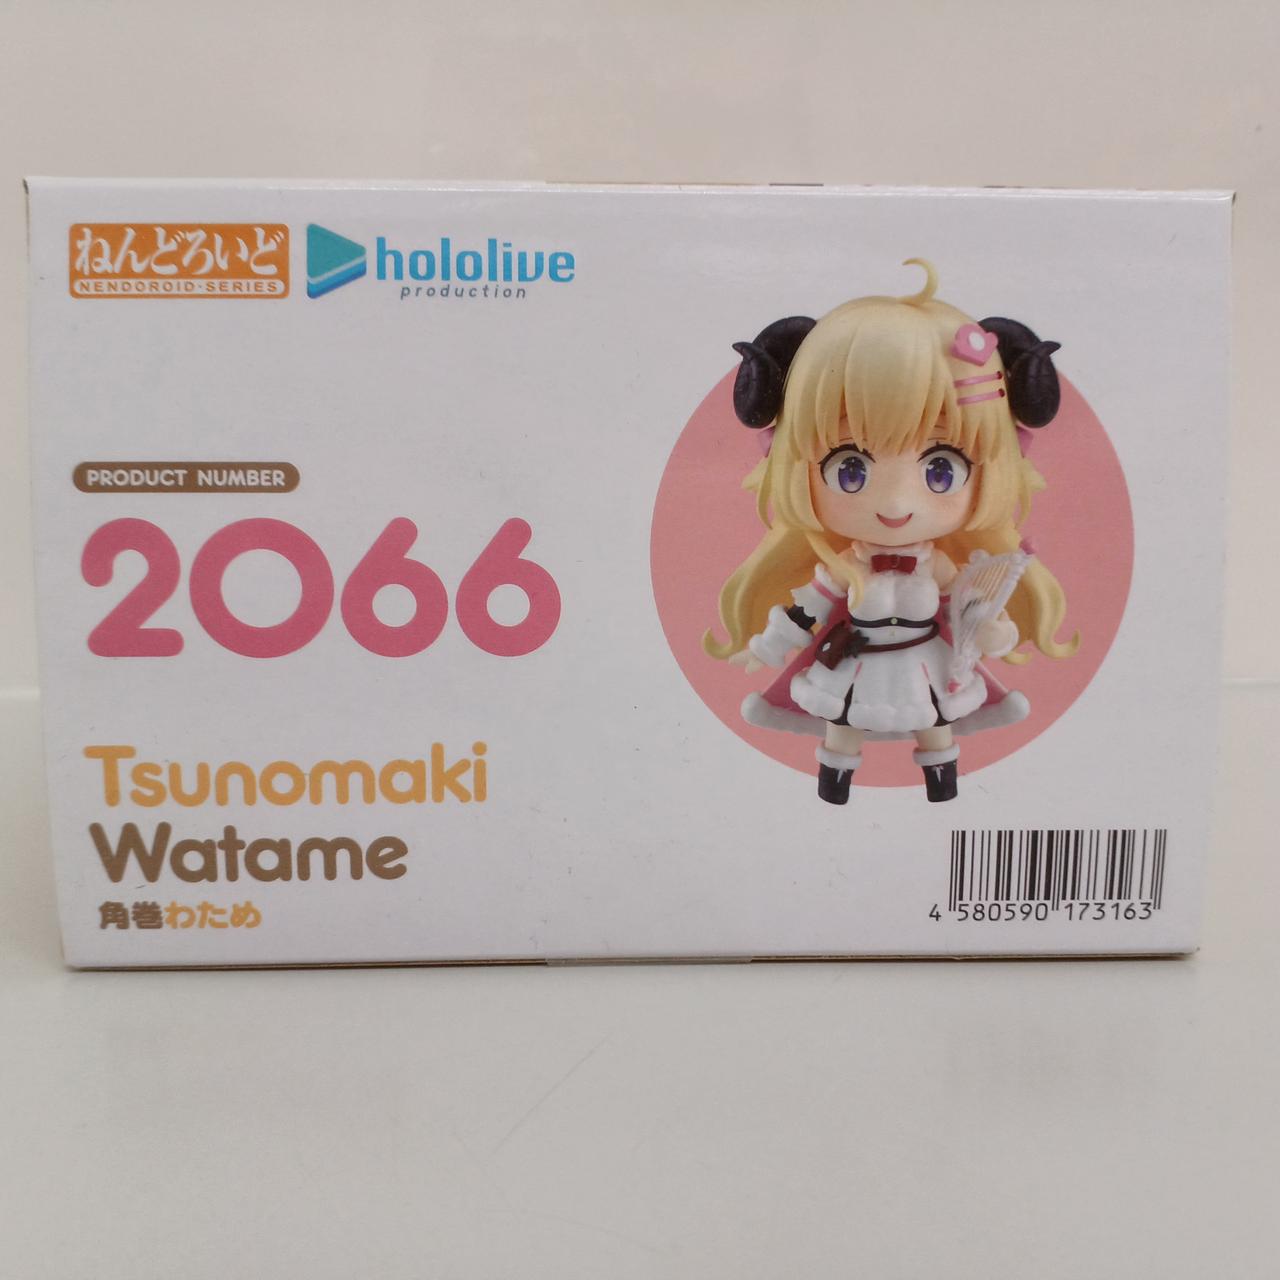 ねんどろいど
NENDOROID·SERIES
hololive
production
PRODUCT NUMBER
2066
Tsunomaki
Watame
角巻わため
4 580590 173163